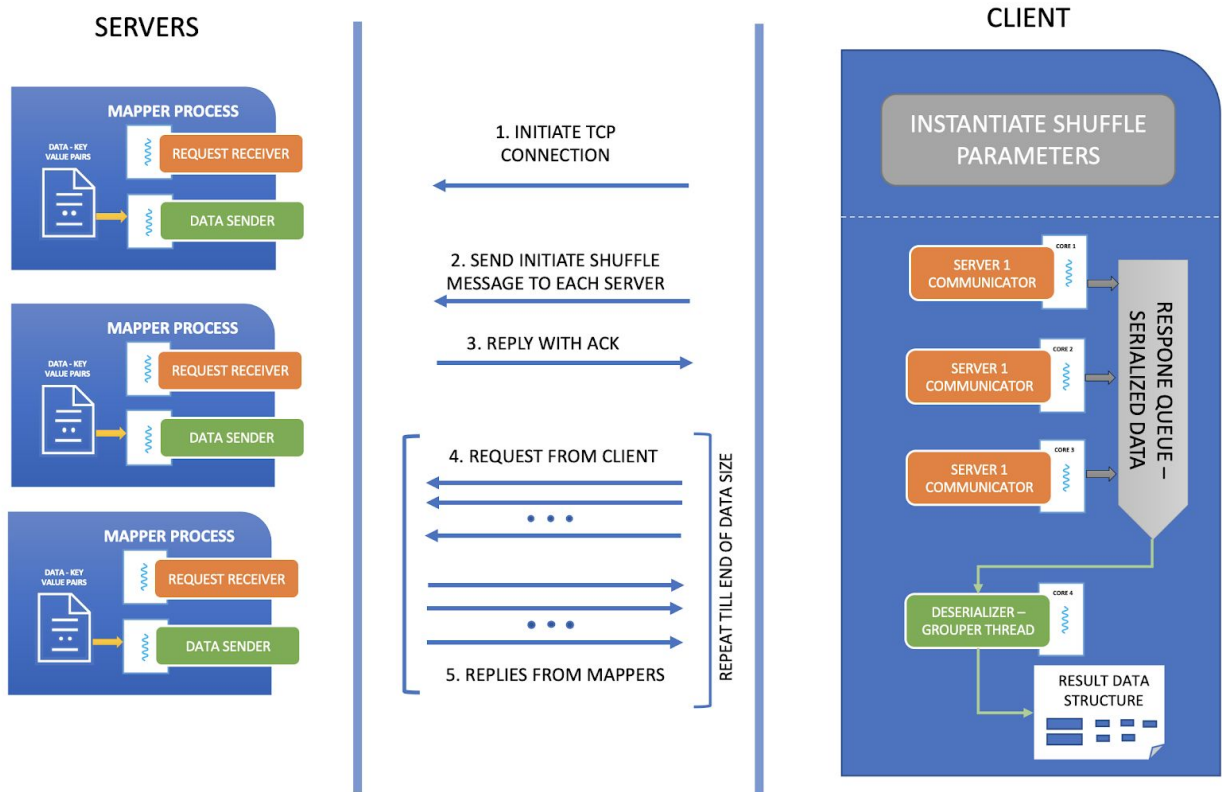 SERVERS
CLIENT
MAPPER PROCESS
DATA - KEY
VALUE PAIRS
REQUEST RECEIVER
DATA SENDER
MAPPER PROCESS
DATA - KEY
VALUE PAIRS
REQUEST RECEIVER
DATA SENDER
MAPPER PROCESS
DATA - KEY
VALUE PAIRS
REQUEST RECEIVER
DATA SENDER
1. INITIATE TCP
CONNECTION
2. SEND INITIATE SHUFFLE
MESSAGE TO EACH SERVER
3. REPLY WITH ACK
4. REQUEST FROM CLIENT
5. REPLIES FROM MAPPERS
REPEAT TILL END OF DATA SIZE
INSTANTIATE SHUFFLE
PARAMETERS
CORE 1
SERVER 1
COMMUNICATOR
CORE 2
SERVER 1
COMMUNICATOR
CORE 3
SERVER 1
COMMUNICATOR
RESPONE QUEUE –
SERIALIZED DATA
CORE 4
DESERIALIZER –
GROUPER THREAD
RESULT DATA
STRUCTURE